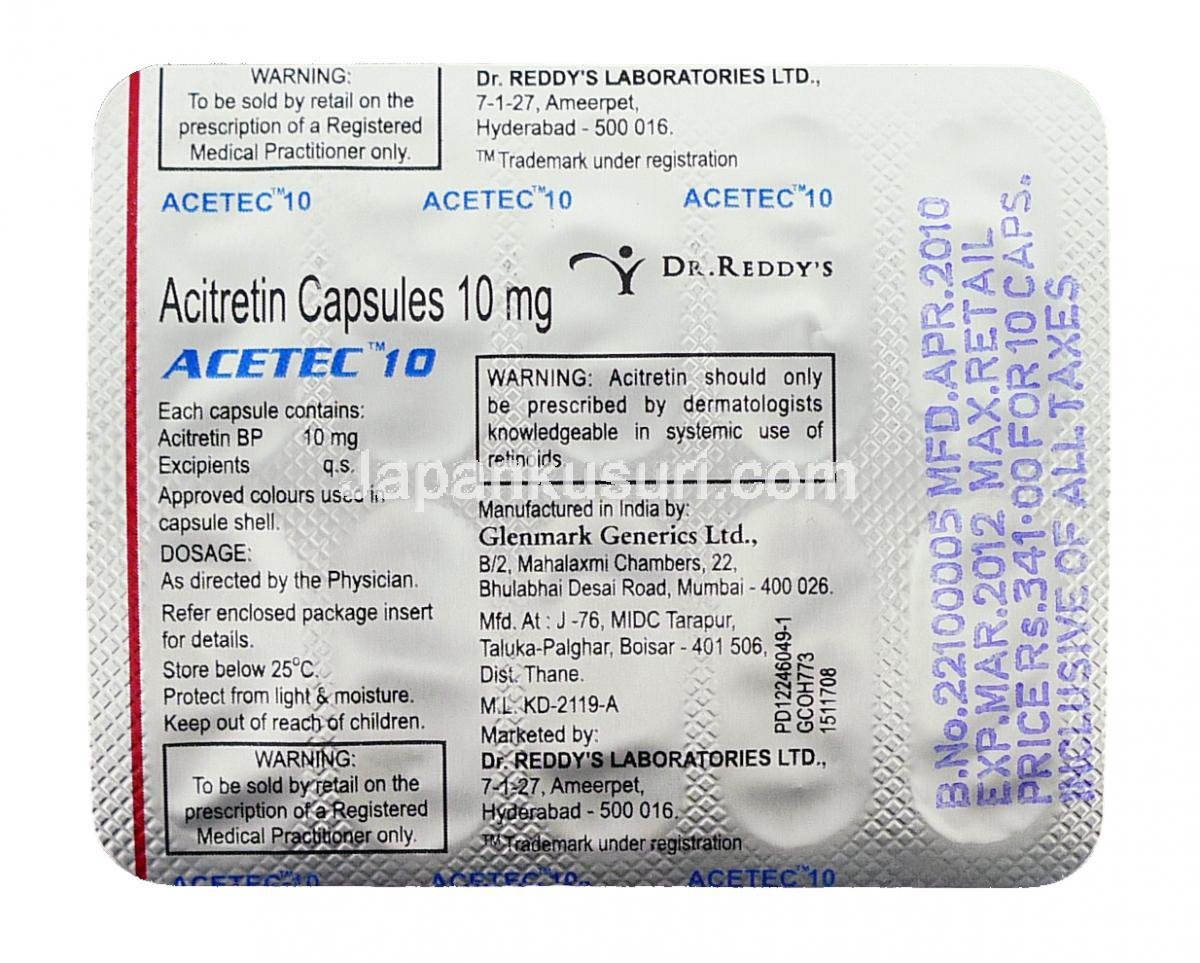 WARNING:
To be sold by retail on the
prescription of a Registered
Medical Practitioner only.
Dr. REDDY'S LABORATORIES LTD.,
7-1-27, Ameerpet,
Hyderabad - 500 016.
TM Trademark under registration
ACETEC™10 ACETEC™10 ACETEC™10
DR.REDDY'S
Acitretin Capsules 10 mg
ACETEC™10
Each capsule contains:
Acitretin BP 10 mg
Excipients q.s.
Approved colours used in
capsule shell.
DOSAGE:
As directed by the Physician.
Refer enclosed package insert
for details.
Store below 25°C.
Protect from light & moisture.
Keep out of reach of children.
WARNING:
To be sold by retail on the
prescription of a Registered
Medical Practitioner only.
WARNING: Acitretin should only
be prescribed by dermatologists
knowledgeable in systemic use of
retinoids.
Japankusuri.com
Manufactured in India by:
Glenmark Generics Ltd.,
B/2, Mahalaxmi Chambers, 22,
Bhulabhai Desai Road, Mumbai - 400 026.
Mfd. At : J -76, MIDC Tarapur,
Taluka-Palghar, Boisar - 401 506,
Dist. Thane.
M.L. KD-2119-A
Marketed by:
Dr. REDDY'S LABORATORIES LTD.,
7-1-27, Ameerpet,
Hyderabad - 500 016.
TM Trademark under registration
PD12246049-1
GCOH773
1511708
ACETEC™10 ACETEC™10 ACETEC™10
B.No.22100005 MFD.APR.2010
EXP.MAR.2012 MAX.RETAIL
PRICE Rs.341.00 FOR 10 CAPS.
INCLUSIVE OF ALL TAXES